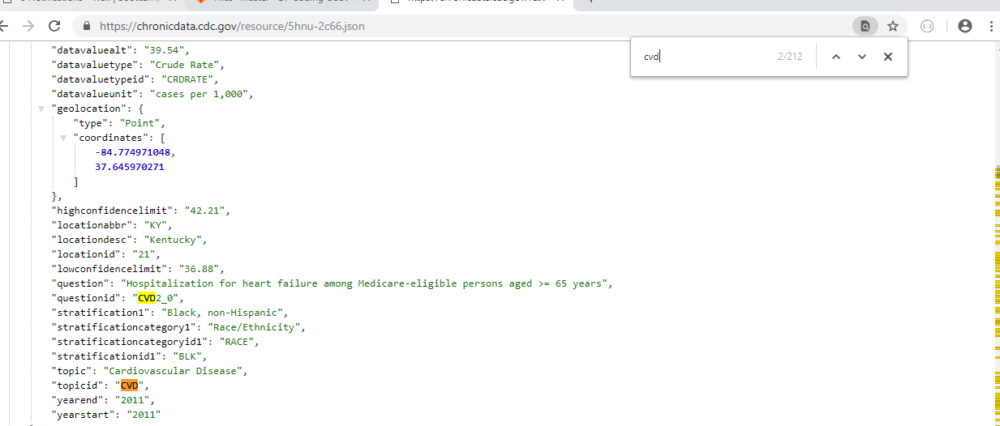 https://chronicdata.cdc.gov/resource/5hnu-2c66.json
cvd 2/212
"datavaluealt": "39.54",
"datavaluetype": "Crude Rate",
"datavaluetypeid": "CRDRATE",
"datavalueunit": "cases per 1,000",
"geolocation": {
"type": "Point",
"coordinates": [
-84.774971048,
37.645970271
]
},
"highconfidencelimit": "42.21",
"locationabbr": "KY",
"locationdesc": "Kentucky",
"locationid": "21",
"lowconfidencelimit": "36.88",
"question": "Hospitalization for heart failure among Medicare-eligible persons aged >= 65 years",
"questionid": "CVD2_0",
"stratification1": "Black, non-Hispanic",
"stratificationcategory1": "Race/Ethnicity",
"stratificationcategoryid1": "RACE",
"stratificationid1": "BLK",
"topic": "Cardiovascular Disease",
"topicid": "CVD",
"yearend": "2011",
"yearstart": "2011"